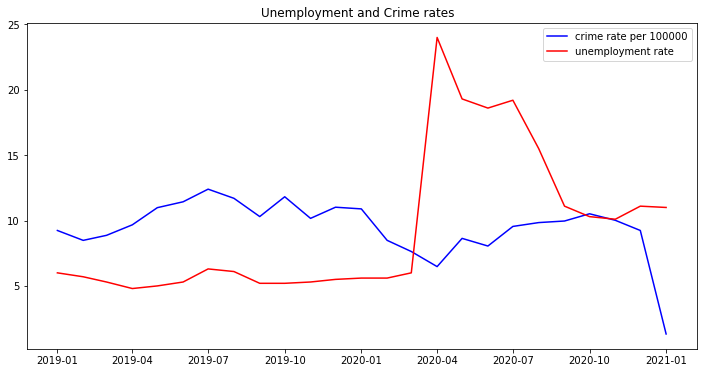 Unemployment and Crime rates
crime rate per 100000
unemployment rate
25
20
15
10
5
2019-01 2019-04 2019-07 2019-10 2020-01 2020-04 2020-07 2020-10 2021-01